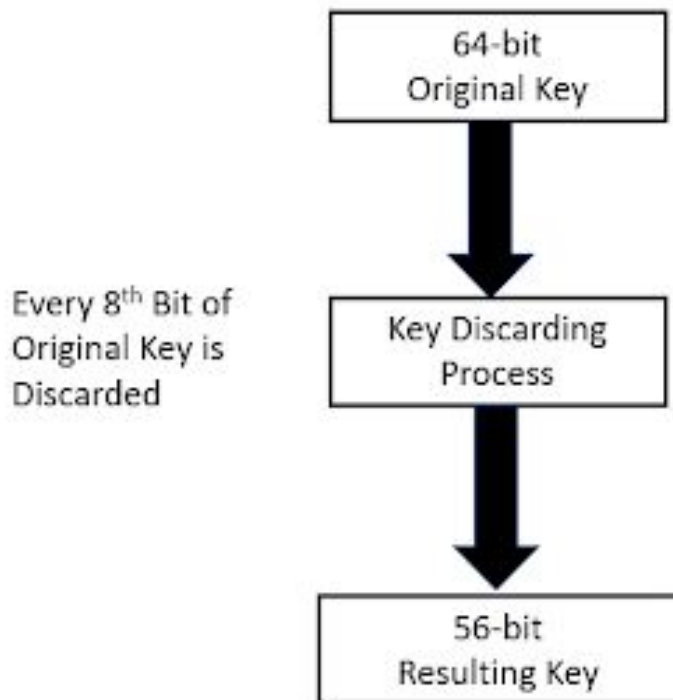 64-bit
Original Key
Every 8th Bit of
Original Key is
Discarded
Key Discarding
Process
56-bit
Resulting Key